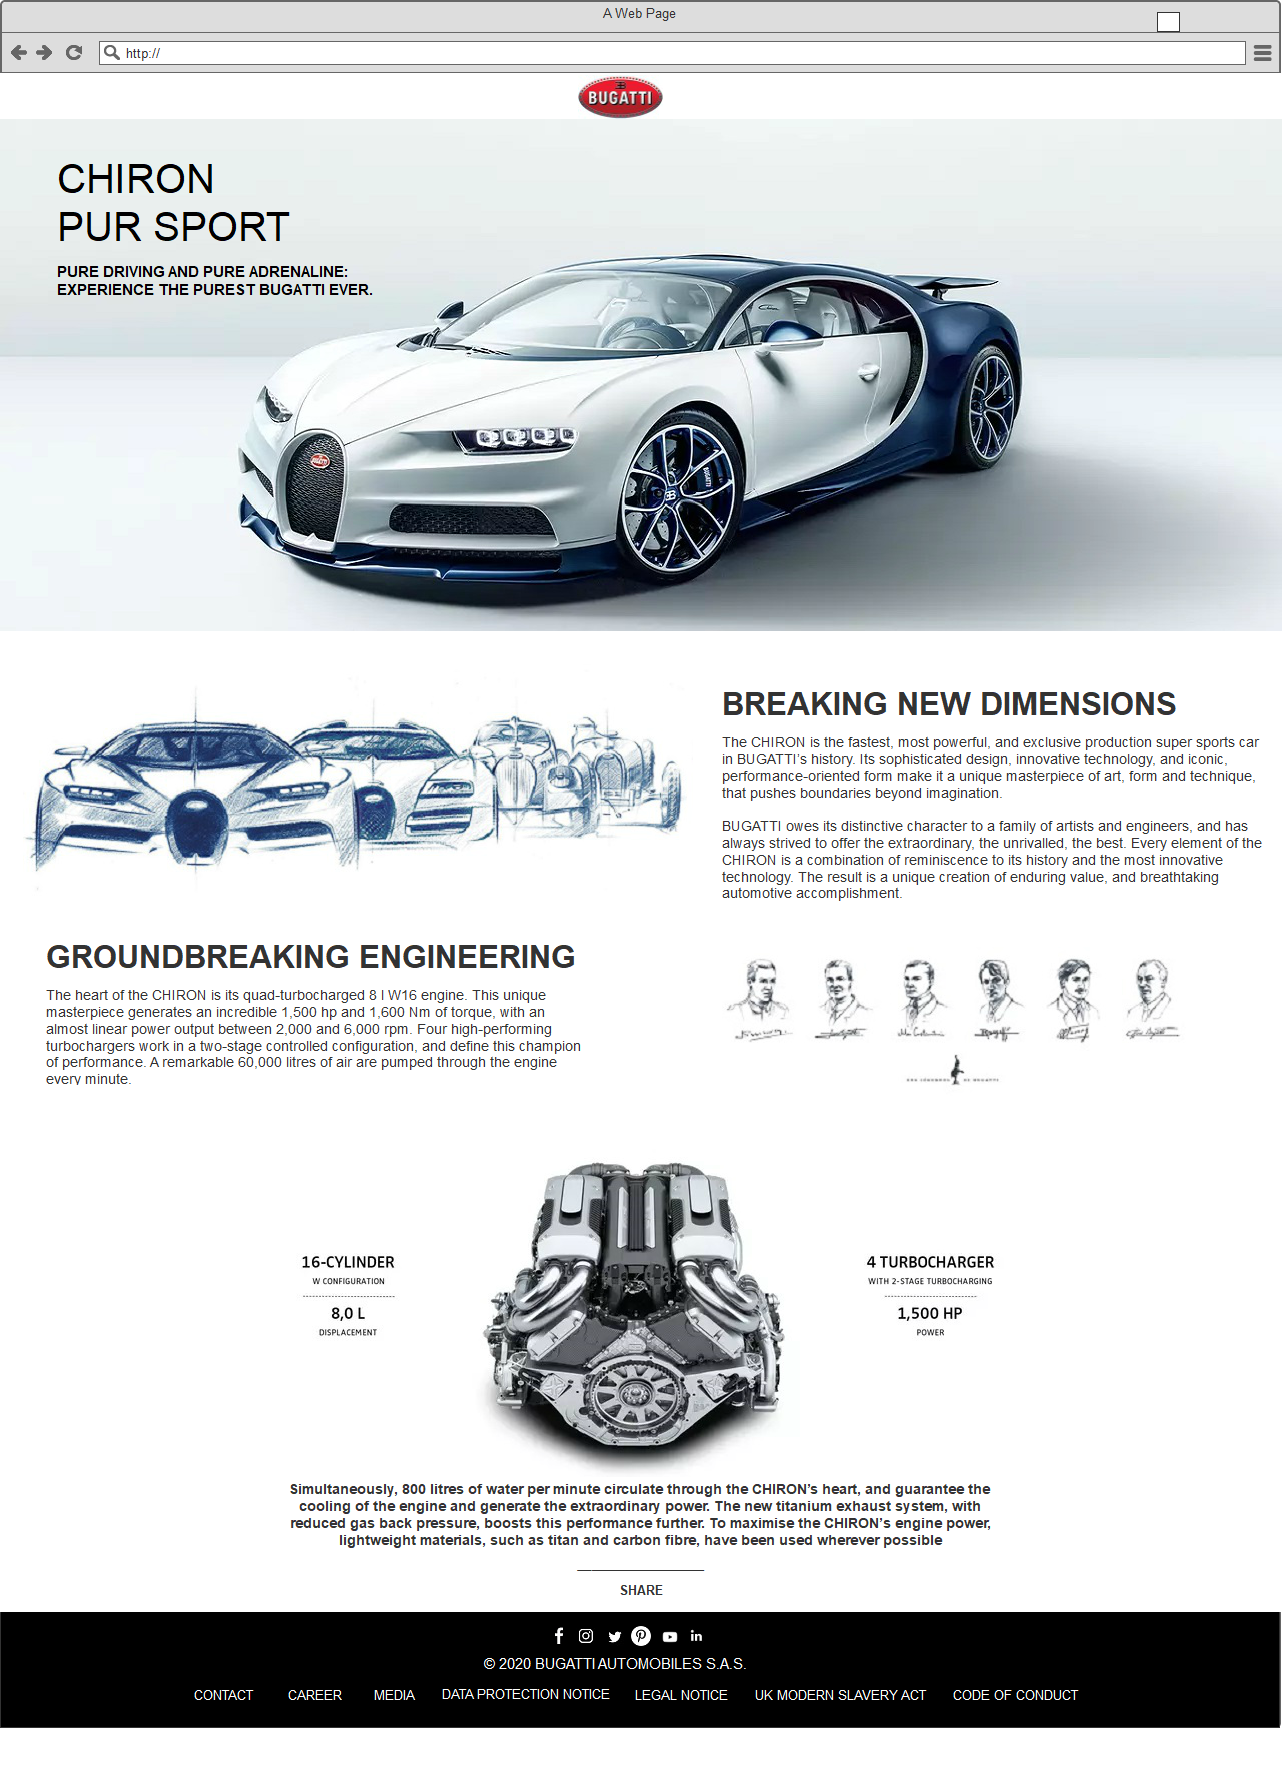 A Web Page
http://
BUGATTI
CHIRON
PUR SPORT
PURE DRIVING AND PURE ADRENALINE:
EXPERIENCE THE PUREST BUGATTI EVER.
BUGATTI
BUGATTI
BREAKING NEW DIMENSIONS
The CHIRON is the fastest, most powerful, and exclusive production super sports car
in BUGATTI's history. Its sophisticated design, innovative technology, and iconic,
performance-oriented form make it a unique masterpiece of art, form and technique,
that pushes boundaries beyond imagination.
BUGATTI owes its distinctive character to a family of artists and engineers, and has
always strived to offer the extraordinary, the unrivalled, the best. Every element of the
CHIRON is a combination of reminiscence to its history and the most innovative
technology. The result is a unique creation of enduring value, and breathtaking
automotive accomplishment.
GROUNDBREAKING ENGINEERING
The heart of the CHIRON is its quad-turbocharged 8 l W16 engine. This unique
masterpiece generates an incredible 1,500 hp and 1,600 Nm of torque, with an
almost linear power output between 2,000 and 6,000 rpm. Four high-performing
turbochargers work in a two-stage controlled configuration, and define this champion
of performance. A remarkable 60,000 litres of air are pumped through the engine
every minute.
16-CYLINDER
W CONFIGURATION
8,0 L
DISPLACEMENT
4 TURBOCHARGER
WITH 2-STAGE TURBOCHARGING
1,500 HP
POWER
Simultaneously, 800 litres of water per minute circulate through the CHIRON's heart, and guarantee the
cooling of the engine and generate the extraordinary power. The new titanium exhaust system, with
reduced gas back pressure, boosts this performance further. To maximise the CHIRON's engine power,
lightweight materials, such as titan and carbon fibre, have been used wherever possible
SHARE
© 2020 BUGATTI AUTOMOBILES S.A.S.
CONTACT CAREER MEDIA DATA PROTECTION NOTICE LEGAL NOTICE UK MODERN SLAVERY ACT CODE OF CONDUCT